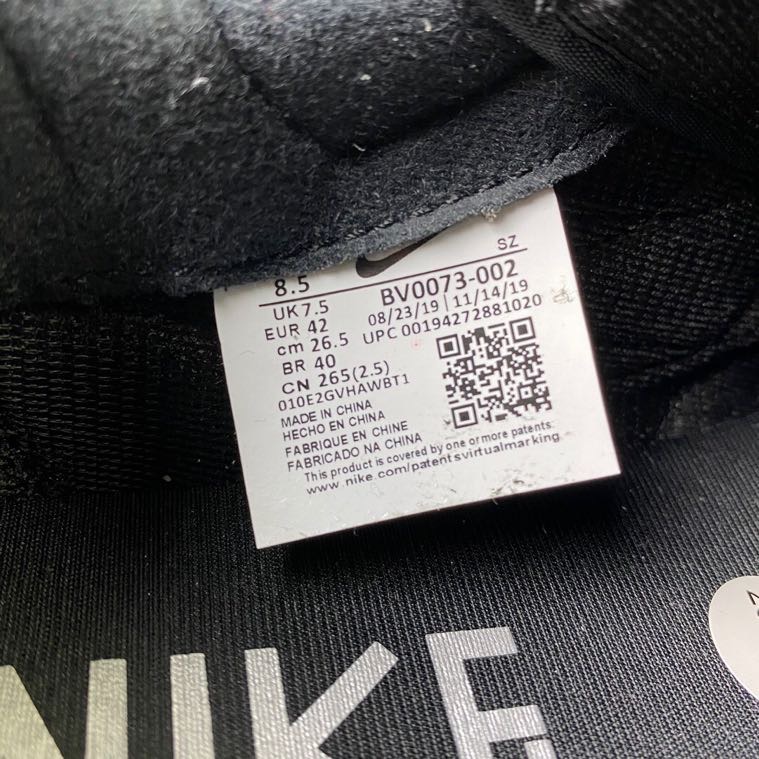 SZ
8.5
BV0073-002
UK 7.5
08/23/19 | 11/14/19
EUR 42
UPC 00194272881020
cm 26.5
BR 40
CN 265(2.5)
010E2GVHAWBT1
MADE IN CHINA
HECHO EN CHINA
FABRIQUE EN CHINE
FABRICADO NA CHINA
This product is covered by one or more patents:
www.nike.com/patentsvirtualmarking
NIKE